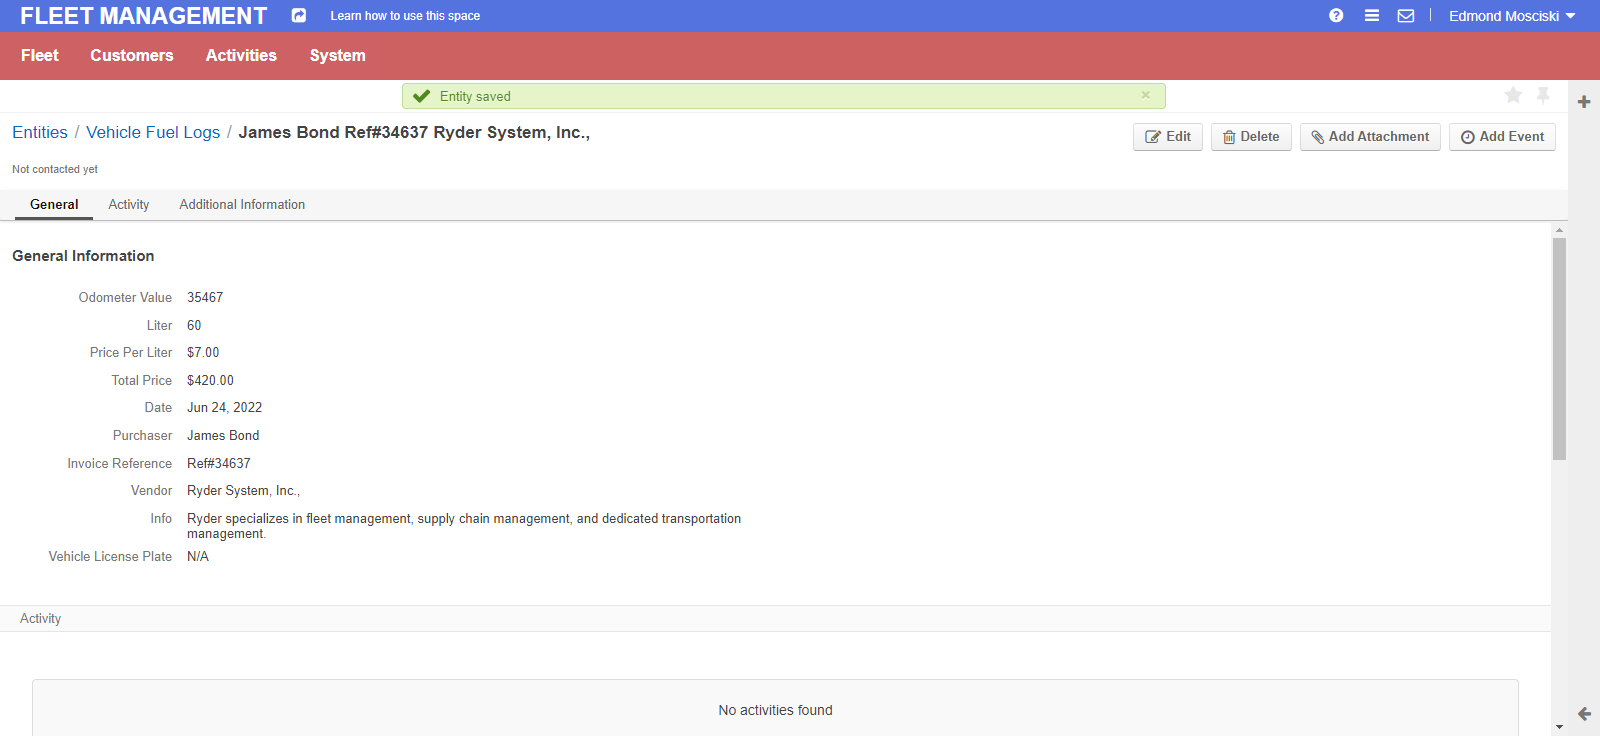 FLEET MANAGEMENT Learn how to use this space Edmond Mosciski
Fleet Customers Activities System
Entity saved ×
Entities / Vehicle Fuel Logs / James Bond Ref#34637 Ryder System, Inc., Edit Delete Add Attachment Add Event
Not contacted yet
General Activity Additional Information
General Information
Odometer Value 35467
Liter 60
Price Per Liter $7.00
Total Price $420.00
Date Jun 24, 2022
Purchaser James Bond
Invoice Reference Ref#34637
Vendor Ryder System, Inc.,
Info Ryder specializes in fleet management, supply chain management, and dedicated transportation
management.
Vehicle License Plate N/A
Activity
No activities found